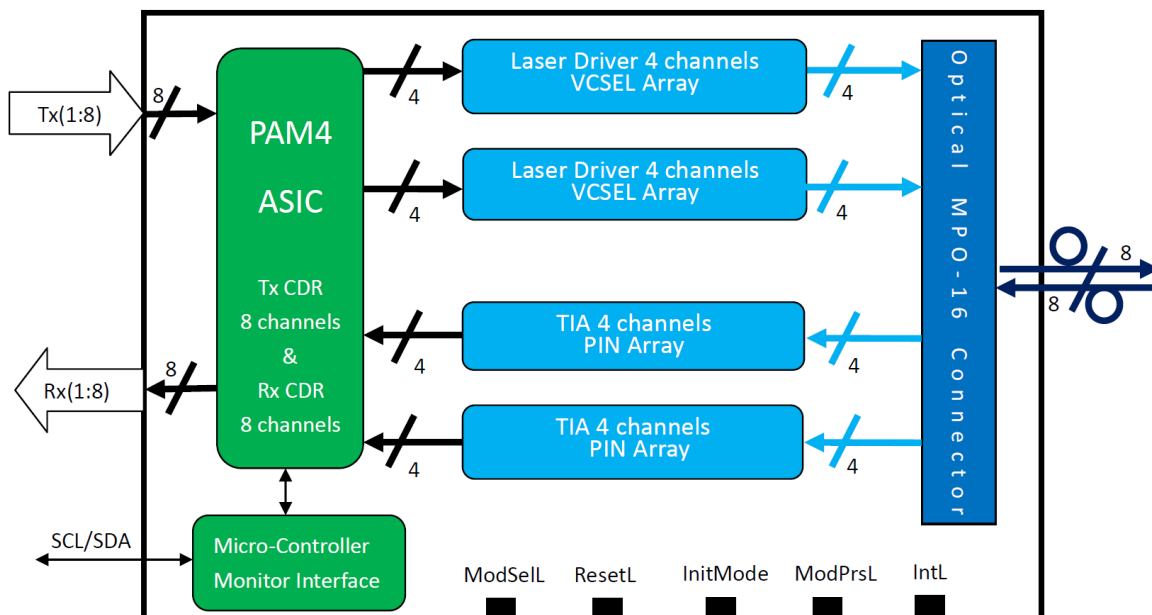 Tx(1:8)
8
PAM4
ASIC
Tx CDR
8 channels
&
Rx CDR
8 channels
4
Laser Driver 4 channels
VCSEL Array
4
4
Laser Driver 4 channels
VCSEL Array
4
4
TIA 4 channels
PIN Array
4
4
TIA 4 channels
PIN Array
4
Optical MPO-16 Connector
8
8
Rx(1:8)
8
SCL/SDA
Micro-Controller
Monitor Interface
ModSelL
ResetL
InitMode
ModPrsL
IntL